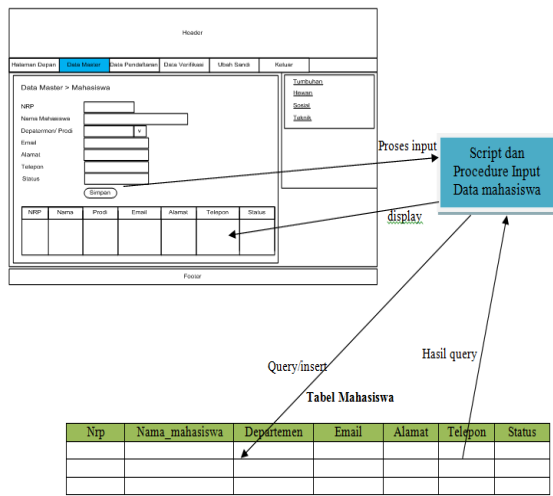 Header
Halaman Depan Data Master Data Pendaftaran Data Verifikasi Ubah Sandi Keluar
Data Master > Mahasiswa
NRP
Nama Mahasiswa
Departemen/ Prodi v
Email
Alamat
Telepon
Status
Simpan
NRP Nama Prodi Email Alamat Telepon Status
Tumbuhan
Hewan
Sosial
Teknik
Footer
Proses input
Script dan
Procedure Input
Data mahasiswa
display
Query/insert
Hasil query
Tabel Mahasiswa
Nrp Nama_mahasiswa Departemen Email Alamat Telepon Status